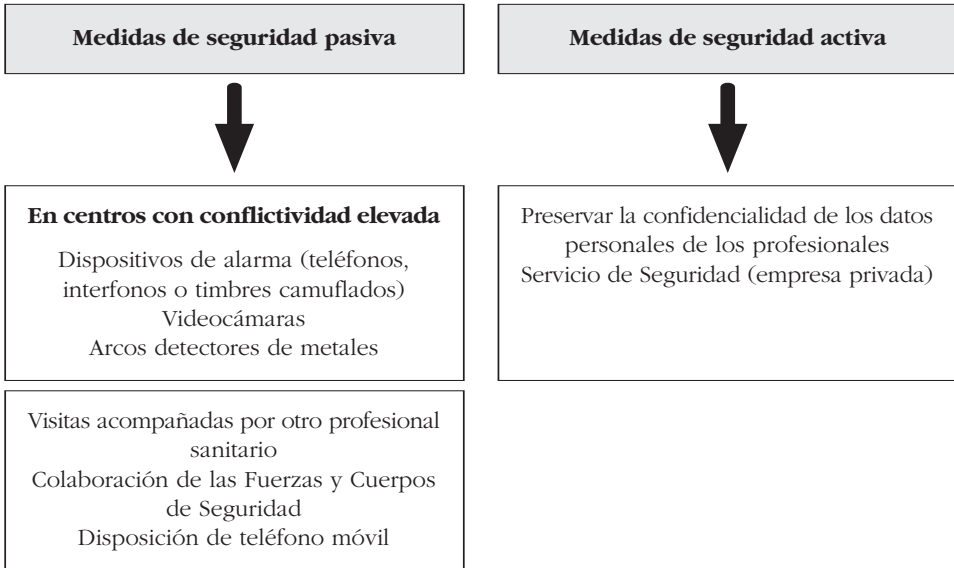 Medidas de seguridad pasiva
Medidas de seguridad activa
En centros con conflictividad elevada
Dispositivos de alarma (teléfonos,
interfonos o timbres camuflados)
Videocámaras
Arcos detectores de metales
Preservar la confidencialidad de los datos
personales de los profesionales
Servicio de Seguridad (empresa privada)
Visitas acompañadas por otro profesional
sanitario
Colaboración de las Fuerzas y Cuerpos
de Seguridad
Disposición de teléfono móvil